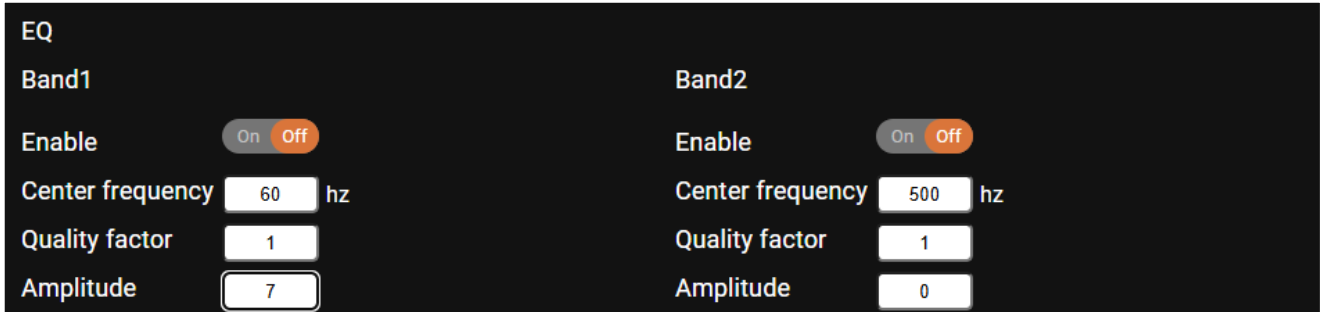 EQ
Band1 Band2
Enable On Off Enable On Off
Center frequency 60 hz Center frequency 500 hz
Quality factor 1 Quality factor 1
Amplitude 7 Amplitude 0